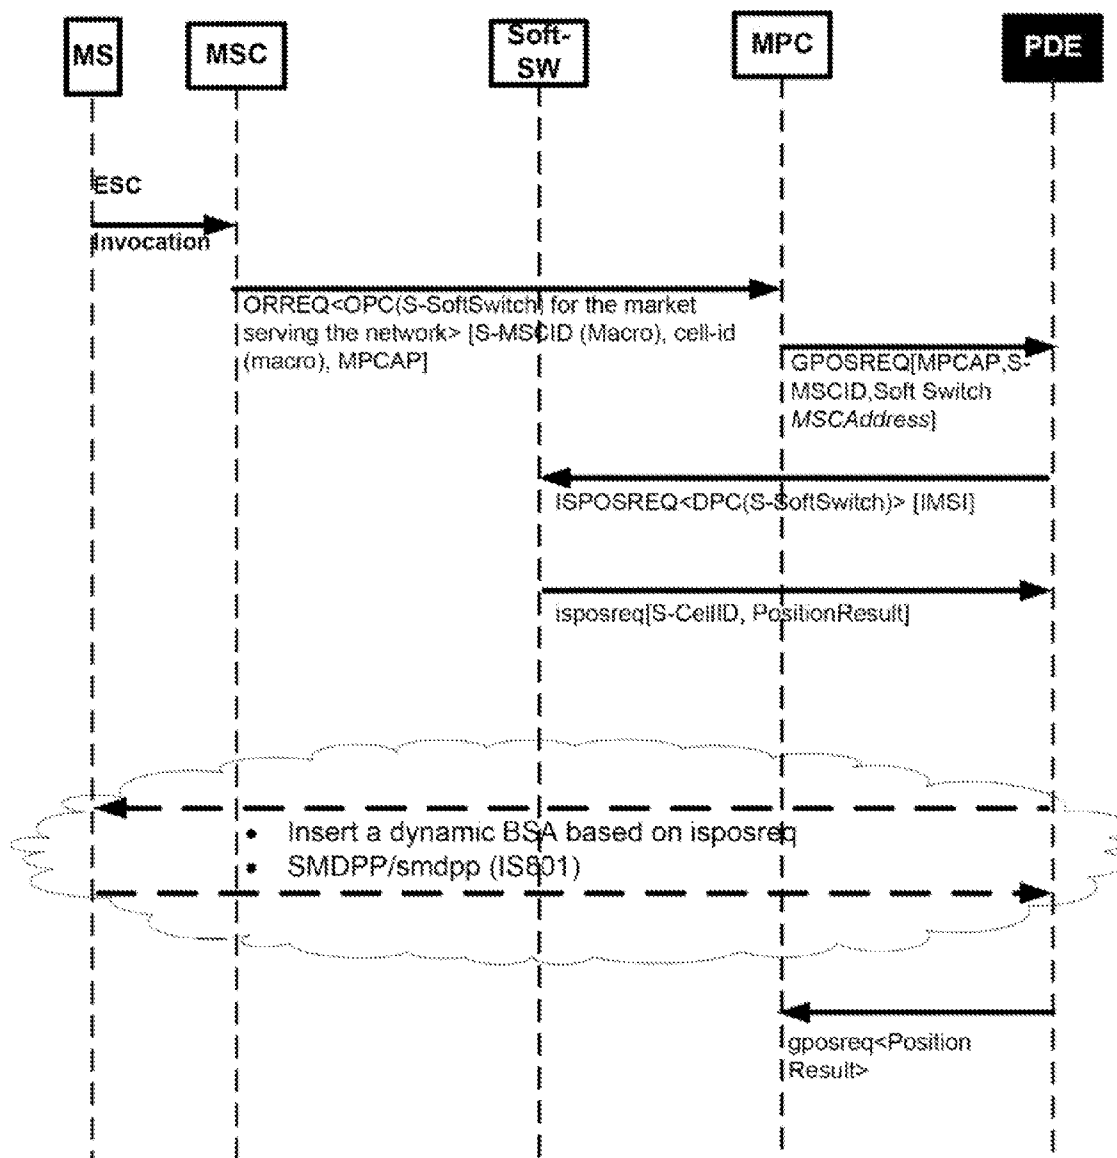 MS
MSC
Soft-
SW
MPC
PDE
ESC
Invocation
ORREQ<OPC(S-SoftSwitch) for the market
serving the network> [S-MSCID (Macro), cell-id
(macro), MPCAP]
GPOSREQ[MPCAP,S-
MSCID,Soft Switch
MSCAddress]
ISPOSREQ<DPC(S-SoftSwitch)> [IMSI]
isposreq[S-CellID, PositionResult]
• Insert a dynamic BSA based on isposreq
• SMDPP/smdpp (IS801)
gposreq<Position
Result>